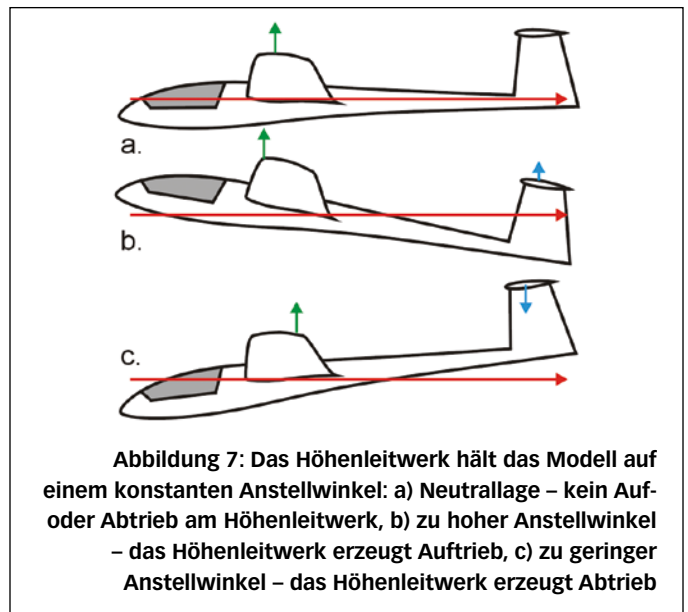 a.
b.
c.
Abbildung 7: Das Höhenleitwerk hält das Modell auf
einem konstanten Anstellwinkel: a) Neutrallage – kein Auf-
oder Abtrieb am Höhenleitwerk, b) zu hoher Anstellwinkel
– das Höhenleitwerk erzeugt Auftrieb, c) zu geringer
Anstellwinkel – das Höhenleitwerk erzeugt Abtrieb